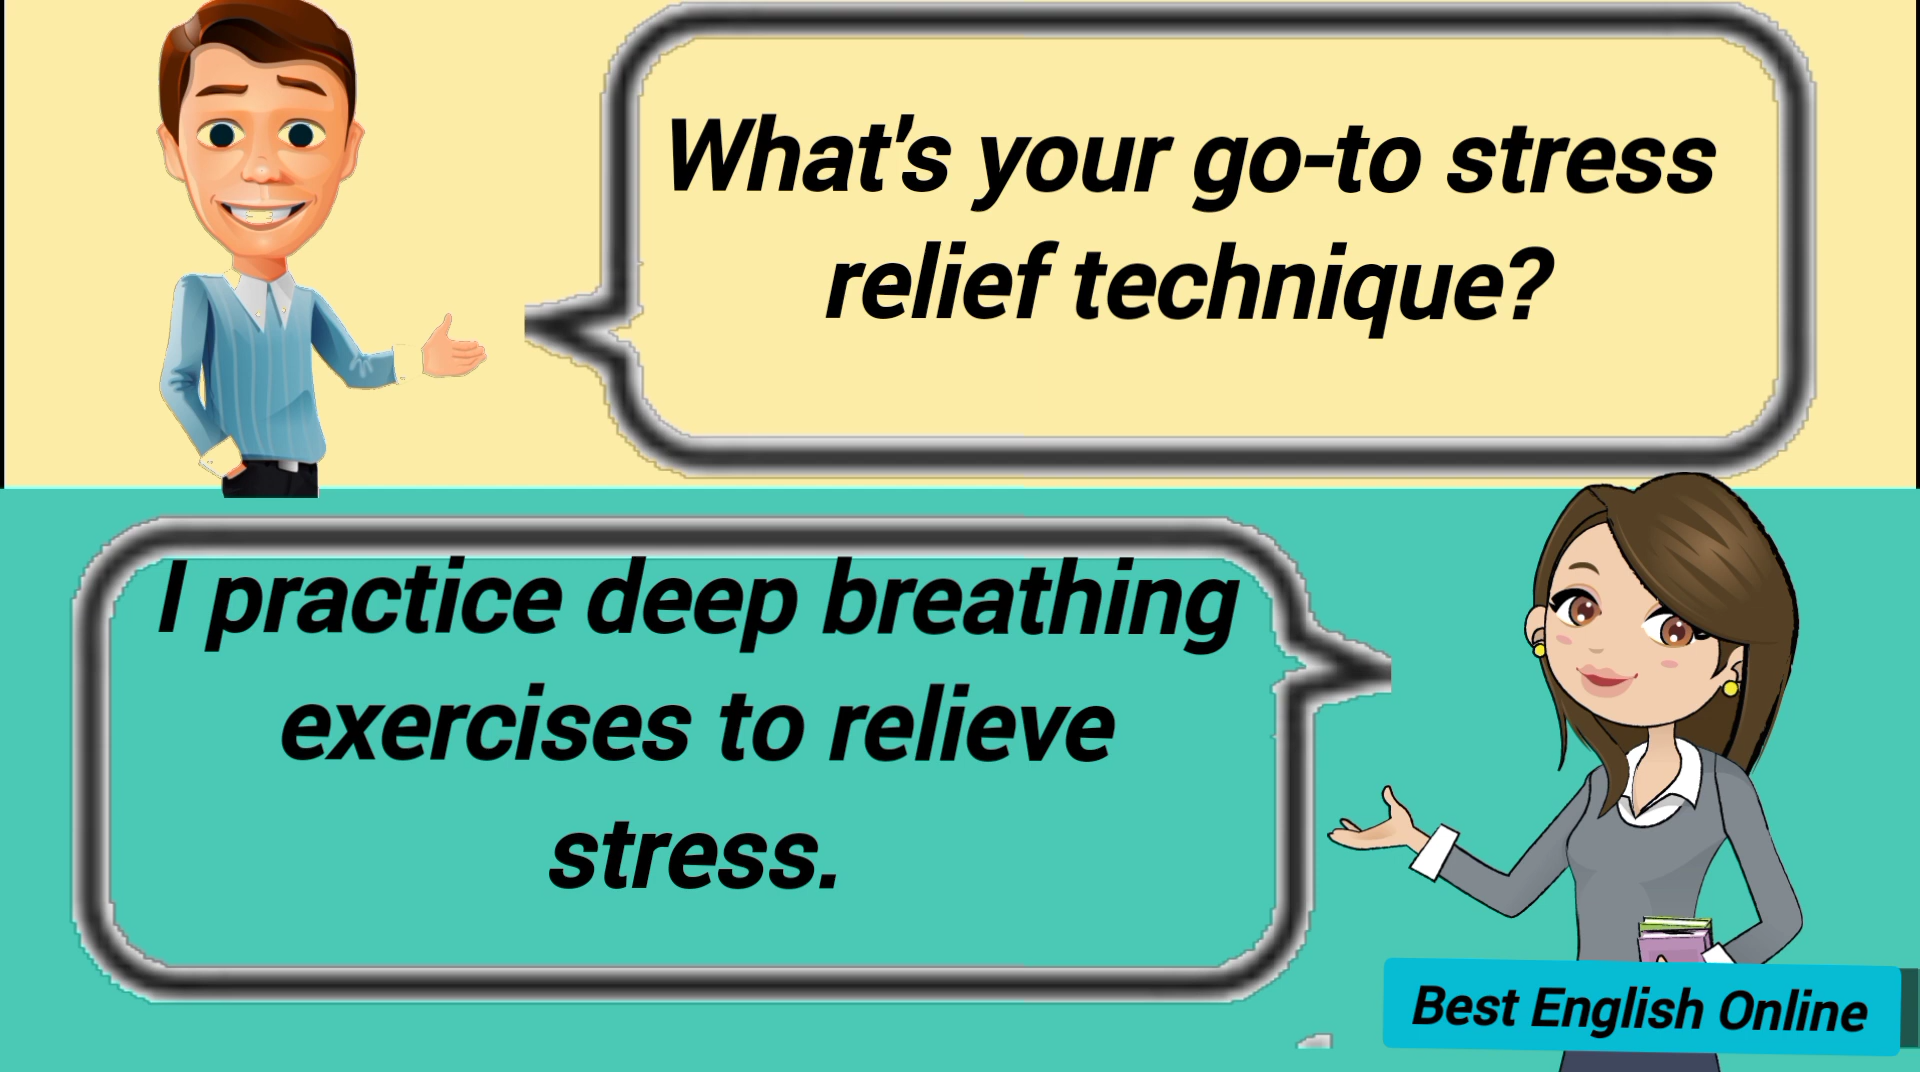 What's your go-to stress
relief technique?
I practice deep breathing
exercises to relieve
stress.
Best English Online